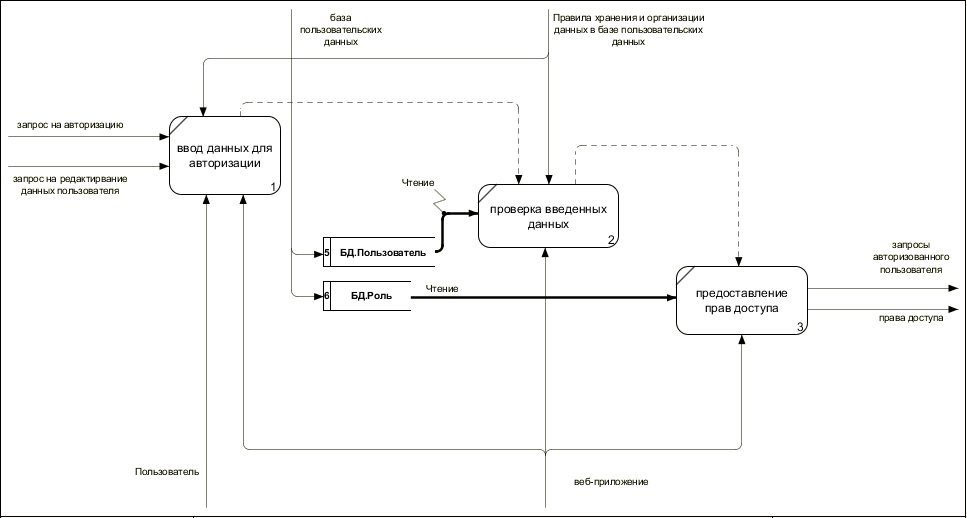 база
пользовательских
данных
Правила хранения и организации
данных в базе пользовательских
данных
запрос на авторизацию
запрос на редактирвание
данных пользователя
ввод данных для
авторизации
1
Чтение
проверка введенных
данных
2
5 БД.Пользователь
6 БД.Роль
Чтение
предоставление
прав доступа
3
запросы
авторизованного
пользователя
права доступа
Пользователь
веб-приложение